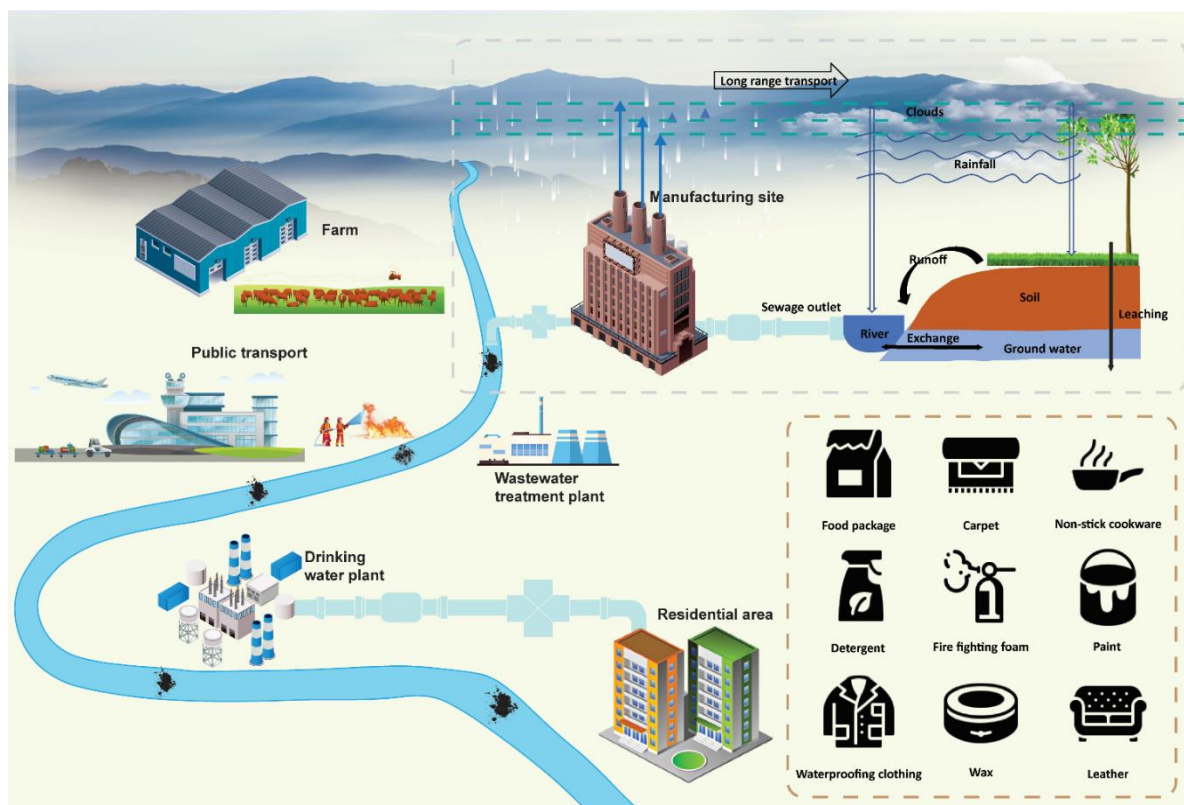 Long range transport
Clouds
Rainfall
Manufacturing site
Farm
Runoff
Soil
Sewage outlet
Leaching
River
Exchange
Ground water
Public transport
Wastewater
treatment plant
Food package
Carpet
Non-stick cookware
Drinking
water plant
Residential area
Detergent
Fire fighting foam
Paint
Waterproofing clothing
Wax
Leather